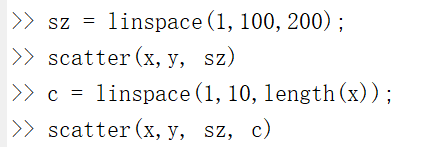 >> sz = linspace(1,100,200);
>> scatter(x,y, sz)
>> c = linspace(1,10,length(x));
>> scatter(x,y, sz, c)